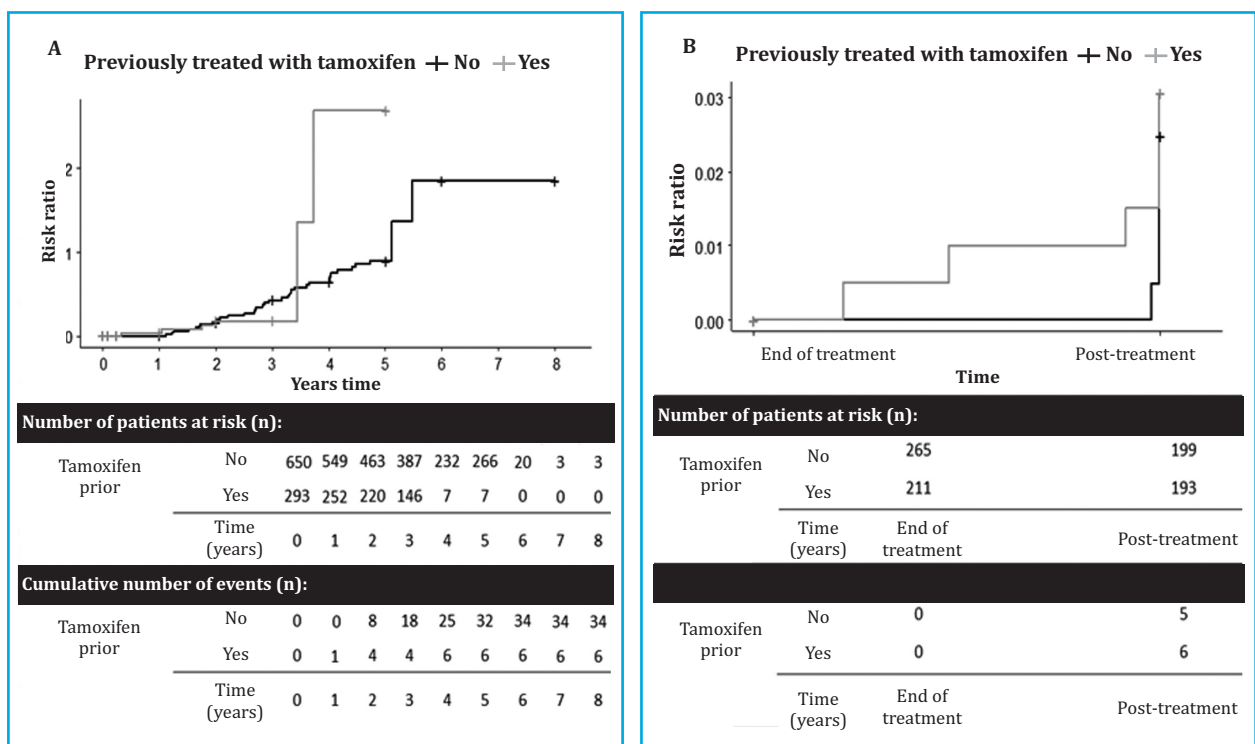 A
Previously treated with tamoxifen No Yes
Risk ratio
2
1
0
0 1 2 3 4 5 6 7 8
Years time
Number of patients at risk (n):
Tamoxifen prior
No 650 549 463 387 232 266 20 3 3
Yes 293 252 220 146 7 7 0 0 0
Time (years) 0 1 2 3 4 5 6 7 8
Cumulative number of events (n):
Tamoxifen prior
No 0 0 8 18 25 32 34 34 34
Yes 0 1 4 4 6 6 6 6 6
Time (years) 0 1 2 3 4 5 6 7 8
B
Previously treated with tamoxifen No Yes
Risk ratio
0.03
0.02
0.01
0.00
End of treatment Post-treatment
Time
Number of patients at risk (n):
Tamoxifen prior
No 265 199
Yes 211 193
Time (years) End of treatment Post-treatment
Tamoxifen prior
No 0 5
Yes 0 6
Time (years) End of treatment Post-treatment